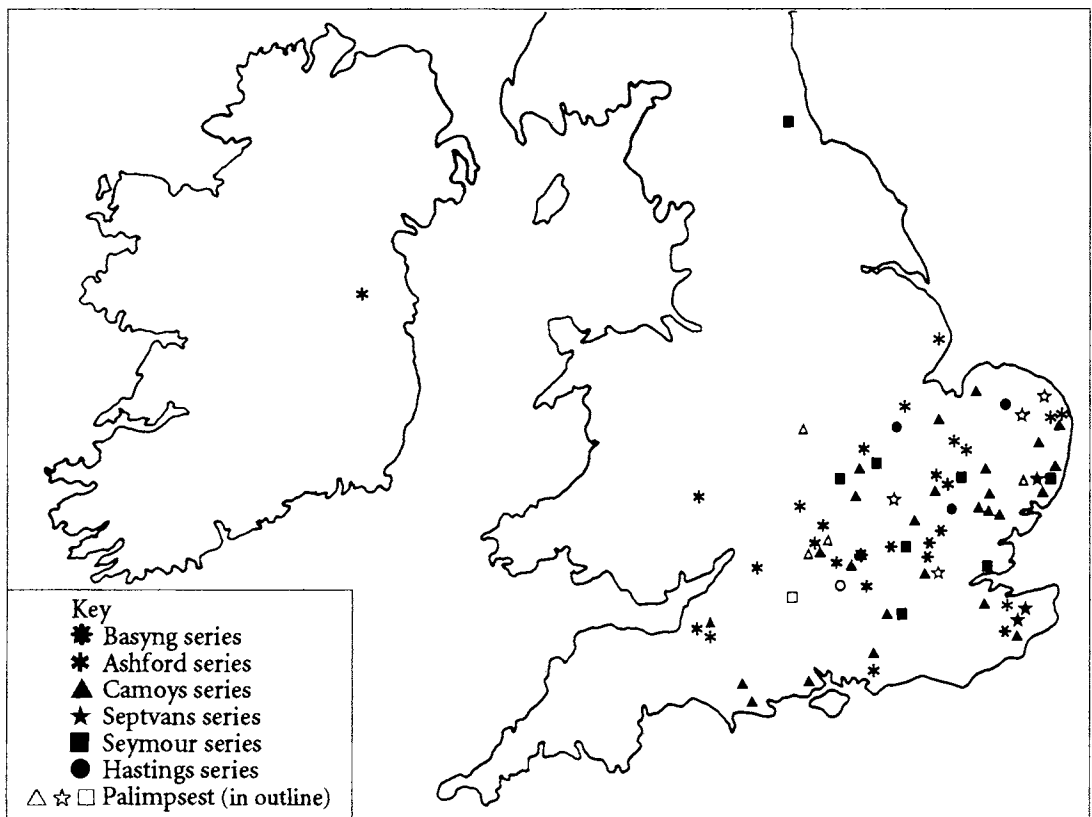 Key
Basyng series
Ashford series
Camoys series
Septvans series
Seymour series
Hastings series
Palimpsest (in outline)